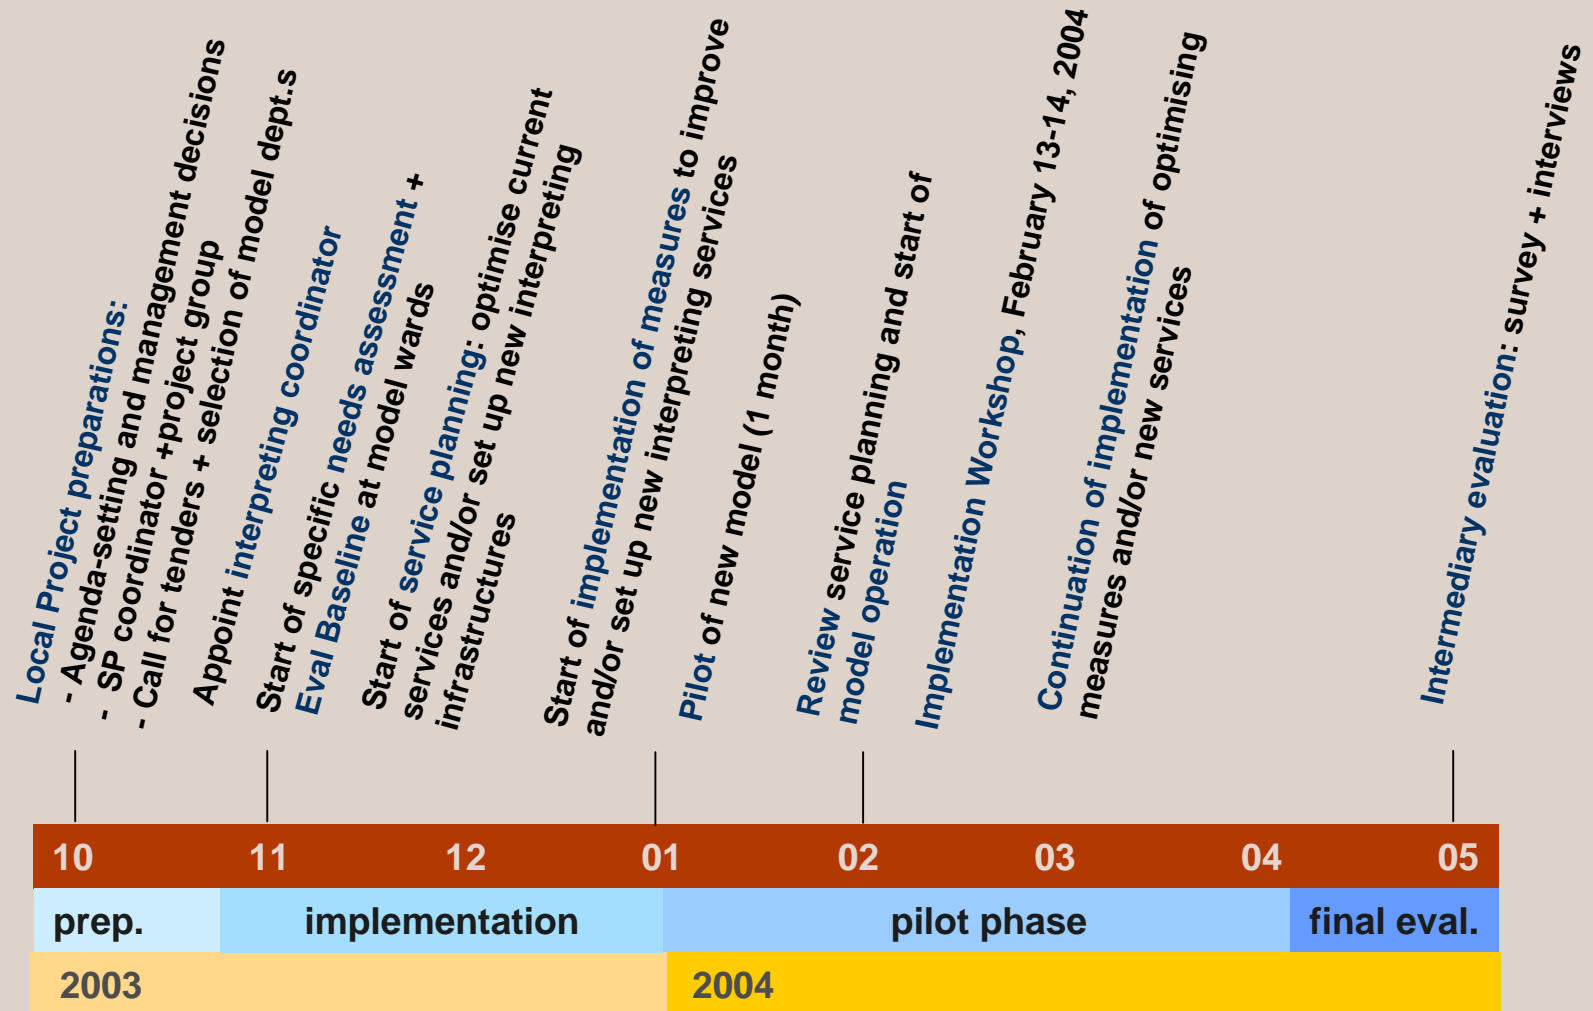 Local Project preparations:
- Agenda-setting and management decisions
- SP coordinator +project group
- Call for tenders + selection of model dept.s
Appoint interpreting coordinator
Start of specific needs assessment +
Eval Baseline at model wards
Start of service planning: optimise current
services and/or set up new interpreting
infrastructures
Start of implementation of measures to improve
and/or set up new interpreting services
Pilot of new model (1 month)
Review service planning and start of
model operation
Implementation Workshop, February 13-14, 2004
Continuation of implementation of optimising
measures and/or new services
Intermediary evaluation: survey + interviews
10 11 12 01 02 03 04 05
prep. implementation pilot phase final eval.
2003 2004